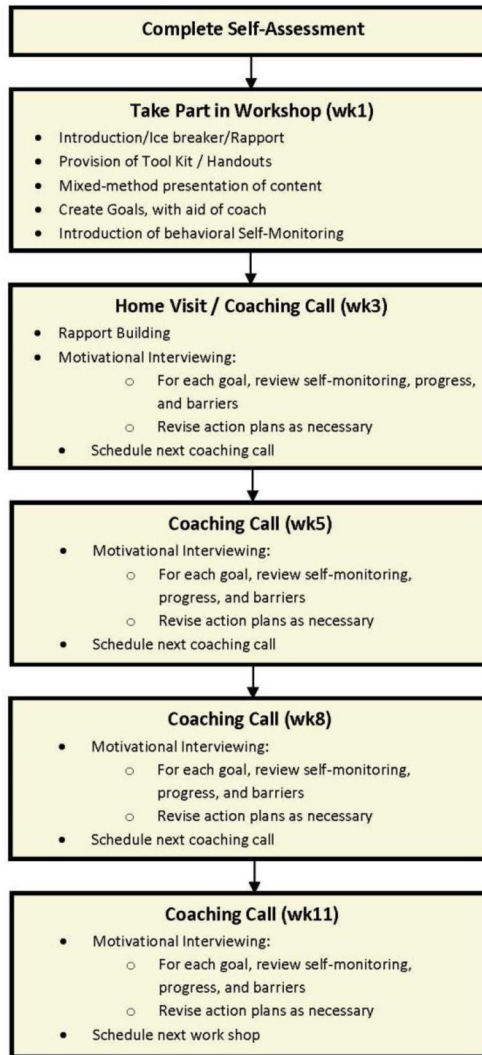 Complete Self-Assessment
Take Part in Workshop (wk1)
• Introduction/Ice breaker/Rapport
• Provision of Tool Kit / Handouts
• Mixed-method presentation of content
• Create Goals, with aid of coach
• Introduction of behavioral Self-Monitoring
Home Visit / Coaching Call (wk3)
• Rapport Building
• Motivational Interviewing:
o For each goal, review self-monitoring, progress,
and barriers
o Revise action plans as necessary
• Schedule next coaching call
Coaching Call (wk5)
• Motivational Interviewing:
o For each goal, review self-monitoring,
progress, and barriers
o Revise action plans as necessary
• Schedule next coaching call
Coaching Call (wk8)
• Motivational Interviewing:
o For each goal, review self-monitoring,
progress, and barriers
o Revise action plans as necessary
• Schedule next coaching call
Coaching Call (wk11)
• Motivational Interviewing:
o For each goal, review self-monitoring,
progress, and barriers
o Revise action plans as necessary
• Schedule next work shop